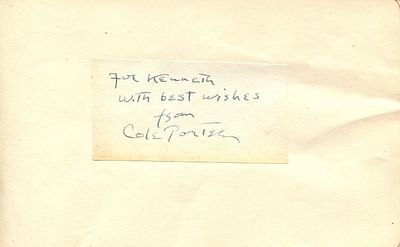 For Kenneth
with best wishes
from
Cole Porter